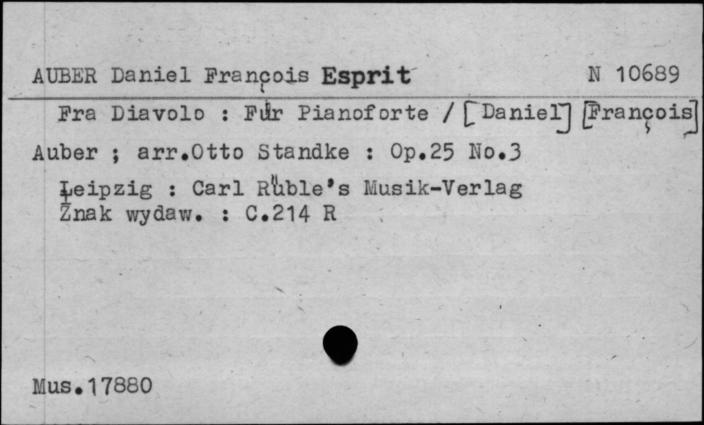 AUBER Daniel François Esprit N 10689
Fra Diavolo : Für Pianoforte / [Daniel] [François]
Auber ; arr.Otto Standke : Op.25 No.3
Leipzig : Carl Rüble's Musik-Verlag
Znak wydaw. : C.214 R
Mus.17880